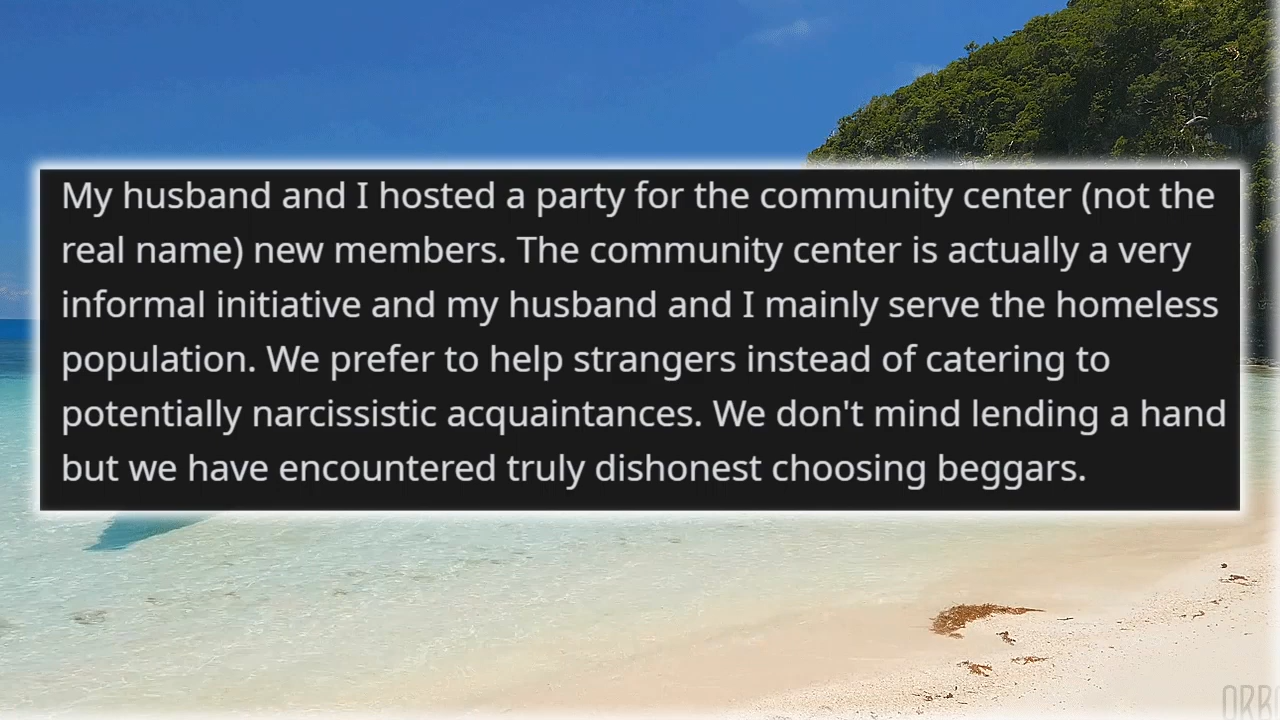 My husband and I hosted a party for the community center (not the
real name) new members. The community center is actually a very
informal initiative and my husband and I mainly serve the homeless
population. We prefer to help strangers instead of catering to
potentially narcissistic acquaintances. We don't mind lending a hand
but we have encountered truly dishonest choosing beggars.